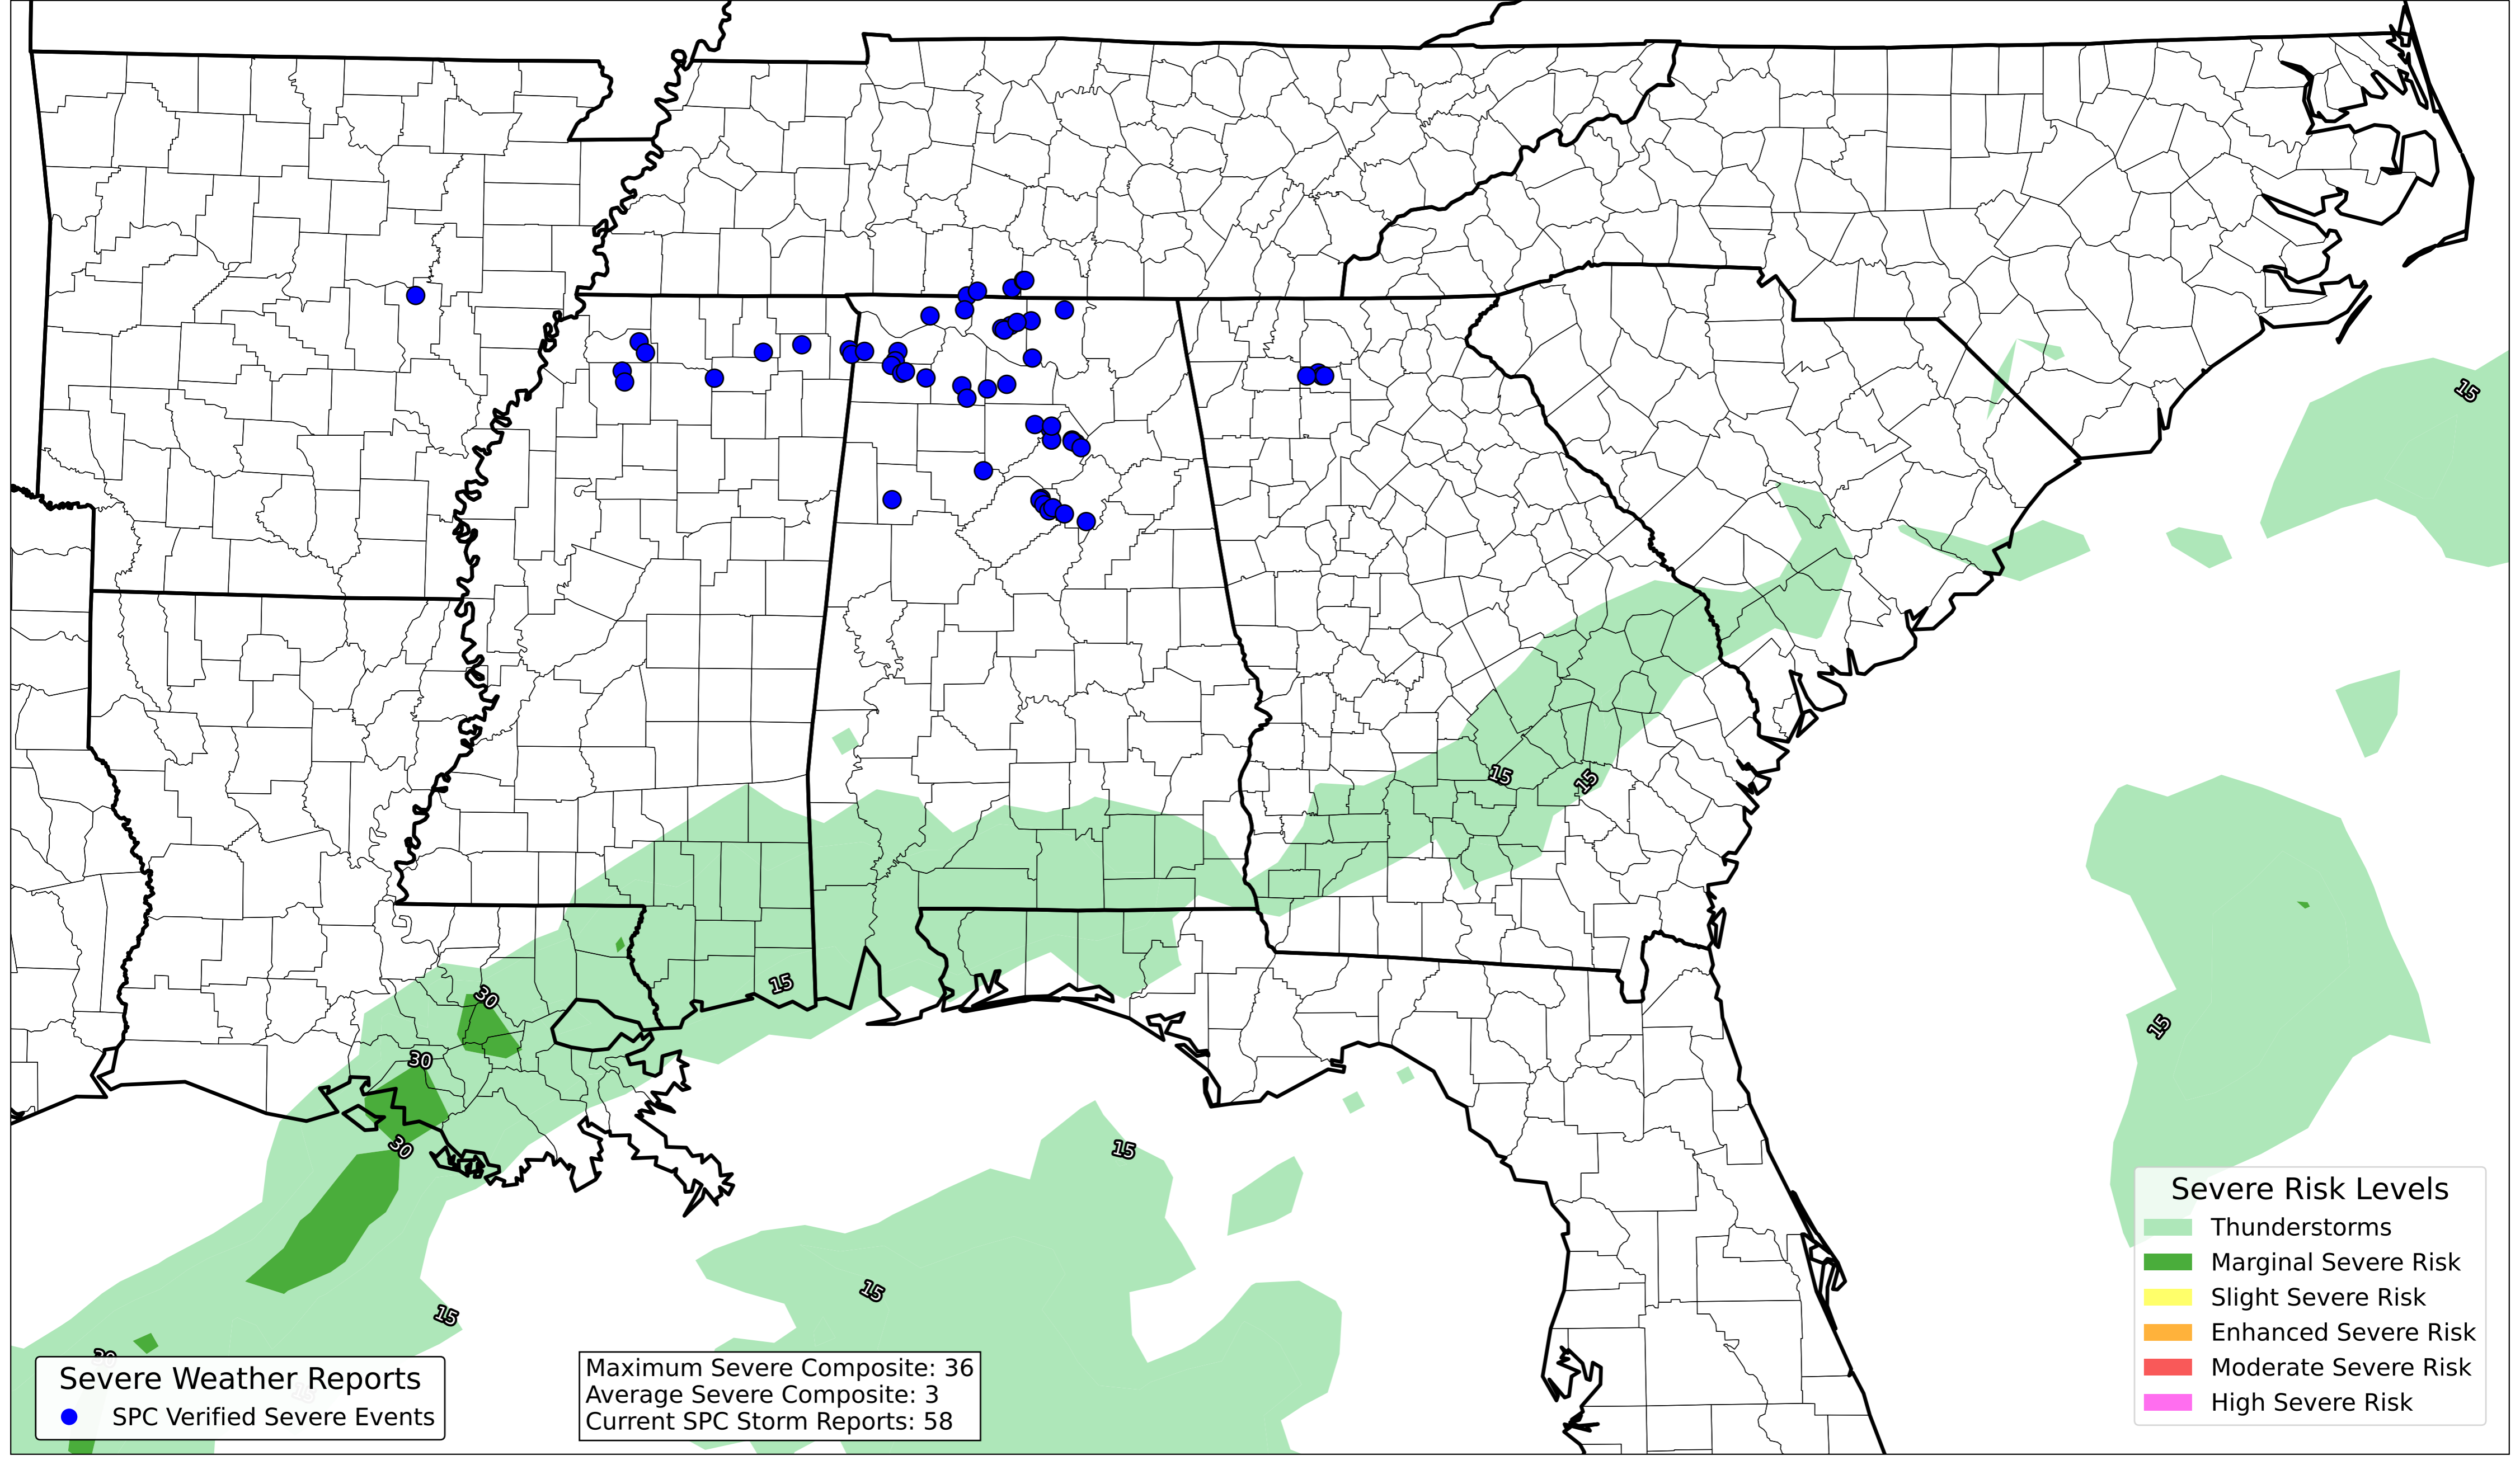 15
15
15
15
30
30
30
15
15
15
15
Severe Risk Levels
Thunderstorms
Marginal Severe Risk
Slight Severe Risk
Enhanced Severe Risk
Moderate Severe Risk
High Severe Risk
Severe Weather Reports
SPC Verified Severe Events
Maximum Severe Composite: 36
Average Severe Composite: 3
Current SPC Storm Reports: 58